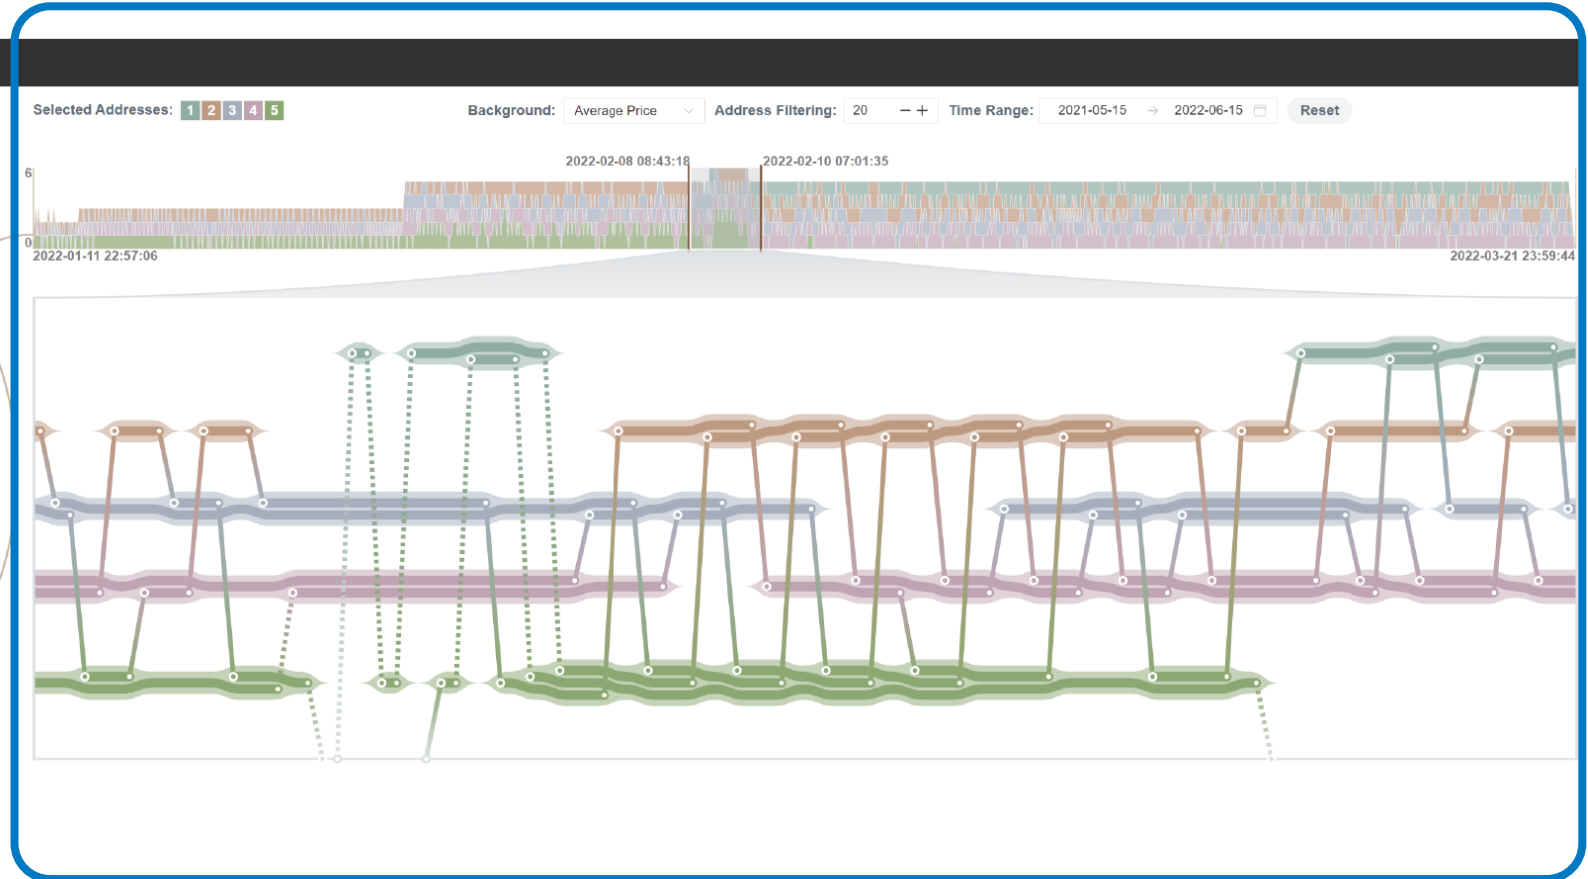 Selected Addresses: 1 2 3 4 5 Background: Average Price Address Filtering: 20 −+ Time Range: 2021-05-15 → 2022-06-15 Reset
2022-02-08 08:43:18 2022-02-10 07:01:35
6
0
2022-01-11 22:57:06 2022-03-21 23:59:44